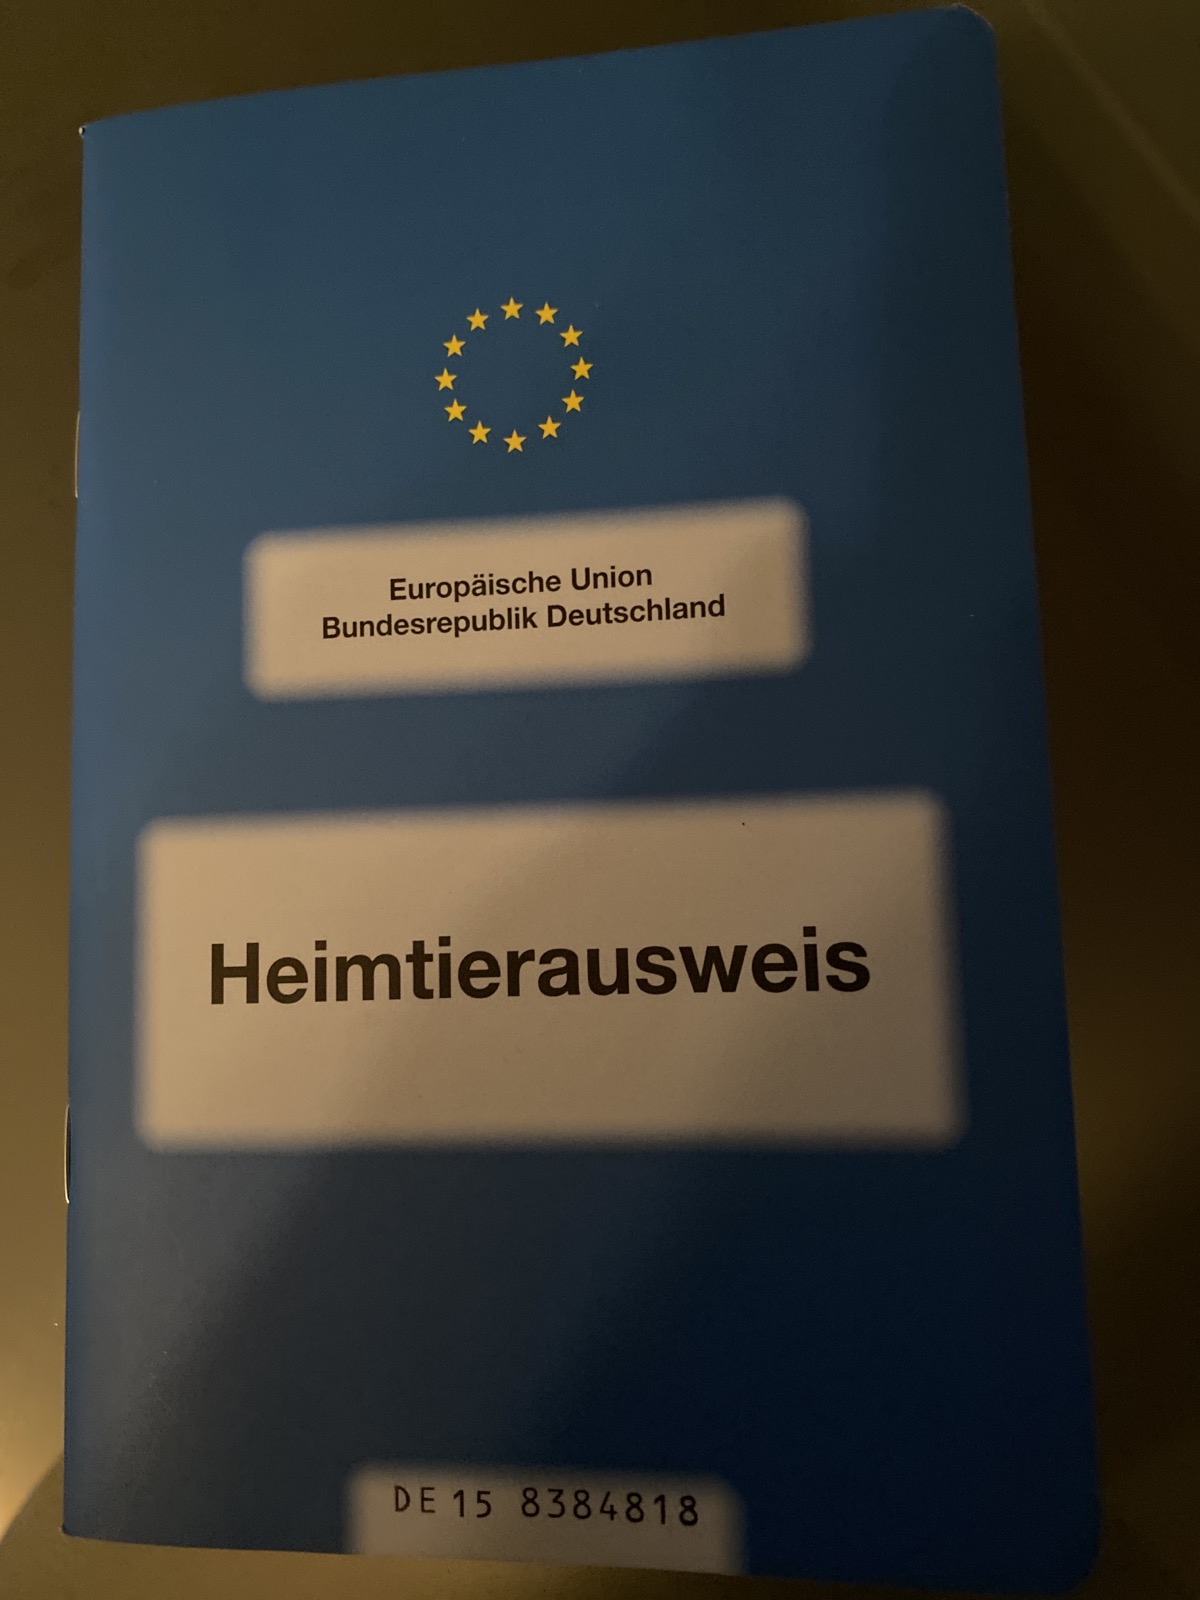 Europäische Union
Bundesrepublik Deutschland
Heimtierausweis
DE 15 8384818